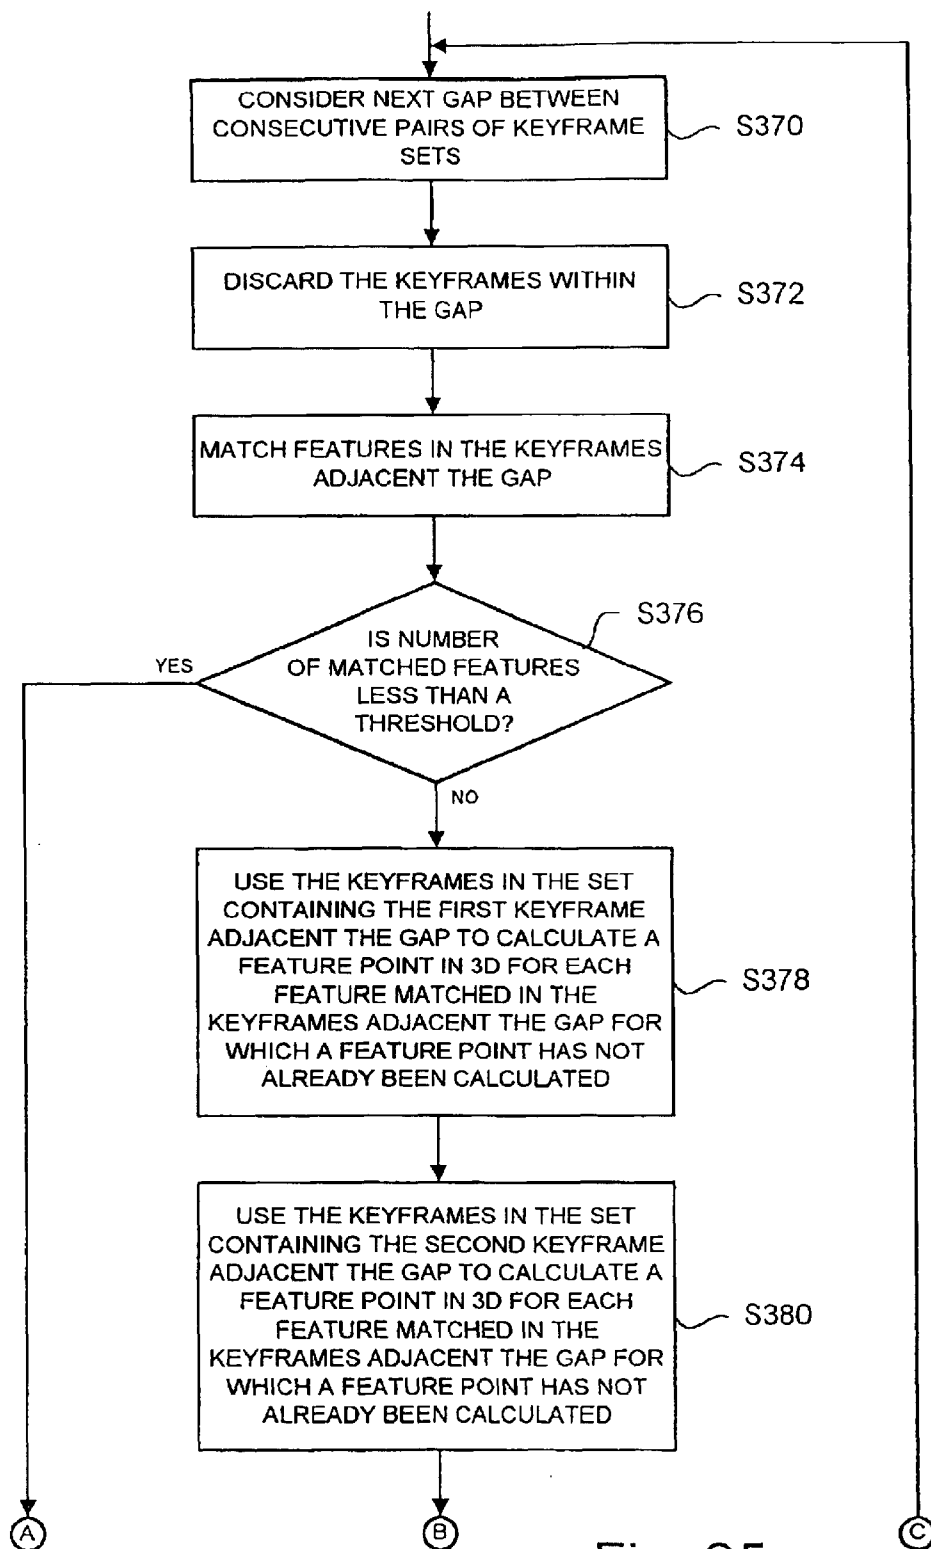 CONSIDER NEXT GAP BETWEEN
CONSECUTIVE PAIRS OF KEYFRAME
SETS
S370
DISCARD THE KEYFRAMES WITHIN
THE GAP
S372
MATCH FEATURES IN THE KEYFRAMES
ADJACENT THE GAP
S374
S376
IS NUMBER
OF MATCHED FEATURES
LESS THAN A
THRESHOLD?
YES
NO
USE THE KEYFRAMES IN THE SET
CONTAINING THE FIRST KEYFRAME
ADJACENT THE GAP TO CALCULATE A
FEATURE POINT IN 3D FOR EACH
FEATURE MATCHED IN THE
KEYFRAMES ADJACENT THE GAP FOR
WHICH A FEATURE POINT HAS NOT
ALREADY BEEN CALCULATED
S378
USE THE KEYFRAMES IN THE SET
CONTAINING THE SECOND KEYFRAME
ADJACENT THE GAP TO CALCULATE A
FEATURE POINT IN 3D FOR EACH
FEATURE MATCHED IN THE
KEYFRAMES ADJACENT THE GAP FOR
WHICH A FEATURE POINT HAS NOT
ALREADY BEEN CALCULATED
S380
A
B
C